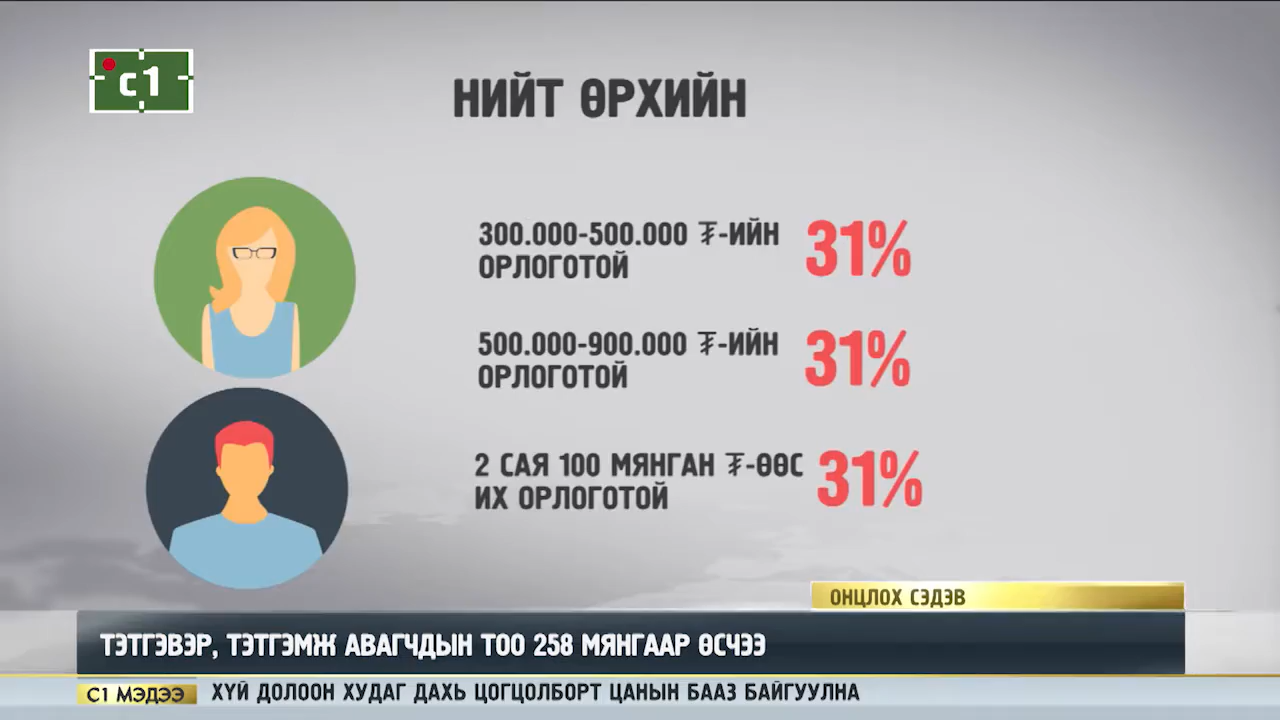 c1
НИЙТ ӨРХИЙН
300.000-500.000 ₮-ИЙН
ОРЛОГОТОЙ
31%
500.000-900.000 ₮-ИЙН
ОРЛОГОТОЙ
31%
2 САЯ 100 МЯНГАН ₮-ӨӨС
ИХ ОРЛОГОТОЙ
31%
ОНЦЛОХ СЭДЭВ
ТЭТГЭВЭР, ТЭТГЭМЖ АВАГЧДЫН ТОО 258 МЯНГААР ӨСЧЭЭ
C1 МЭДЭЭ
ХҮЙ ДОЛООН ХУДАГ ДАХЬ ЦОГЦОЛБОРТ ЦАНЫН БААЗ БАЙГУУЛНА